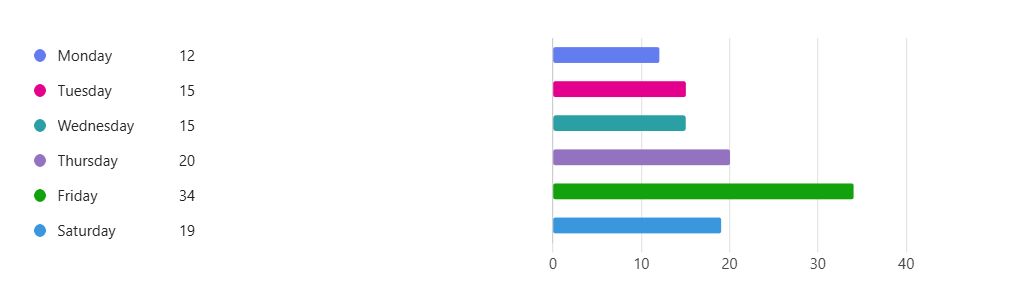 Monday 12
Tuesday 15
Wednesday 15
Thursday 20
Friday 34
Saturday 19
0 10 20 30 40